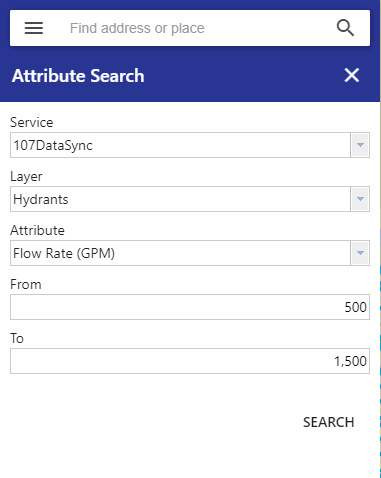 Find address or place
Attribute Search
Service
107DataSync
Layer
Hydrants
Attribute
Flow Rate (GPM)
From
500
To
1,500
SEARCH